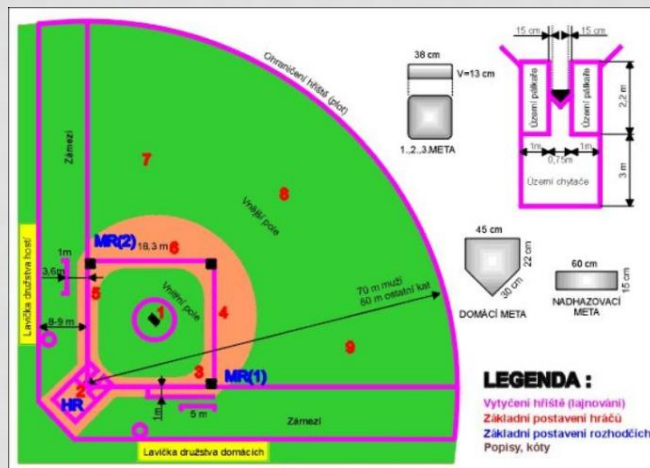 15 cm
15 cm
38 cm
V=13 cm
Ohraničení hřiště (plot)
Území pálkaře
Území pálkaře
2,2 m
1.,2.,3.META
1m
0,75m
1m
Území chytače
3 m
Zámezí
7
8
Vnější pole
MR(2)
18,3 m
6
Lavička družstva hostí
1m
3,6m
5
Vnitřní pole
1
4
70 m muži
60 m ostatní kat
45 cm
22 cm
30 cm
60 cm
15 cm
DOMÁCÍ META
NADHAZOVACÍ
META
8-9 m
9
3
MR(1)
2
HR
1m
5 m
Zámezí
Lavička družstva domácích
LEGENDA :
Vytyčení hřiště (lajnování)
Základní postavení hráčů
Základní postavení rozhodčích
Popisy, kóty